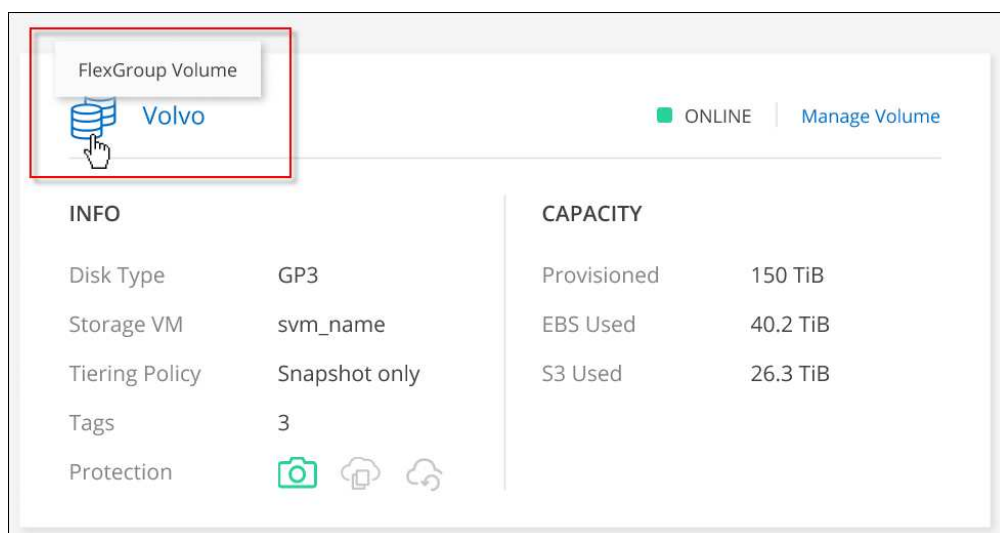 FlexGroup Volume
Volvo
ONLINE
Manage Volume
INFO
Disk Type GP3
Storage VM svm_name
Tiering Policy Snapshot only
Tags 3
Protection
CAPACITY
Provisioned 150 TiB
EBS Used 40.2 TiB
S3 Used 26.3 TiB